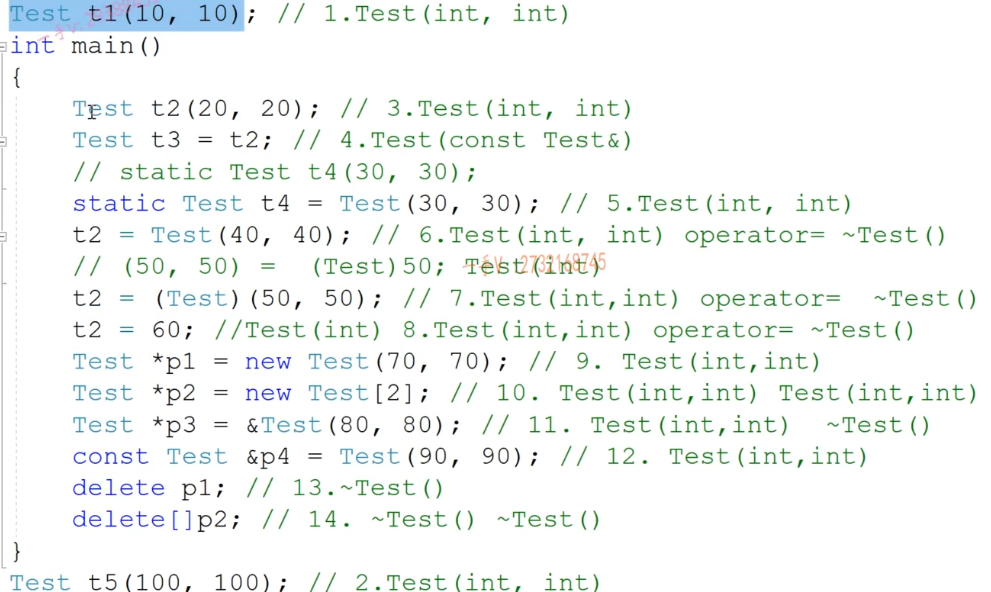 Test t1(10, 10); // 1.Test(int, int)
int main()
{
Test t2(20, 20); // 3.Test(int, int)
Test t3 = t2; // 4.Test(const Test&)
// static Test t4(30, 30);
static Test t4 = Test(30, 30); // 5.Test(int, int)
t2 = Test(40, 40); // 6.Test(int, int) operator= ~Test()
// (50, 50) =  (Test)50; Test(int)
2732168745
t2 = (Test)(50, 50); // 7.Test(int,int) operator=  ~Test()
t2 = 60; //Test(int) 8.Test(int,int) operator= ~Test()
Test *p1 = new Test(70, 70); // 9. Test(int,int)
Test *p2 = new Test[2]; // 10. Test(int,int) Test(int,int)
Test *p3 = &Test(80, 80); // 11. Test(int,int)  ~Test()
const Test &p4 = Test(90, 90); // 12. Test(int,int)
delete p1; // 13.~Test()
delete[]p2; // 14. ~Test() ~Test()
}
Test t5(100, 100); // 2.Test(int, int)